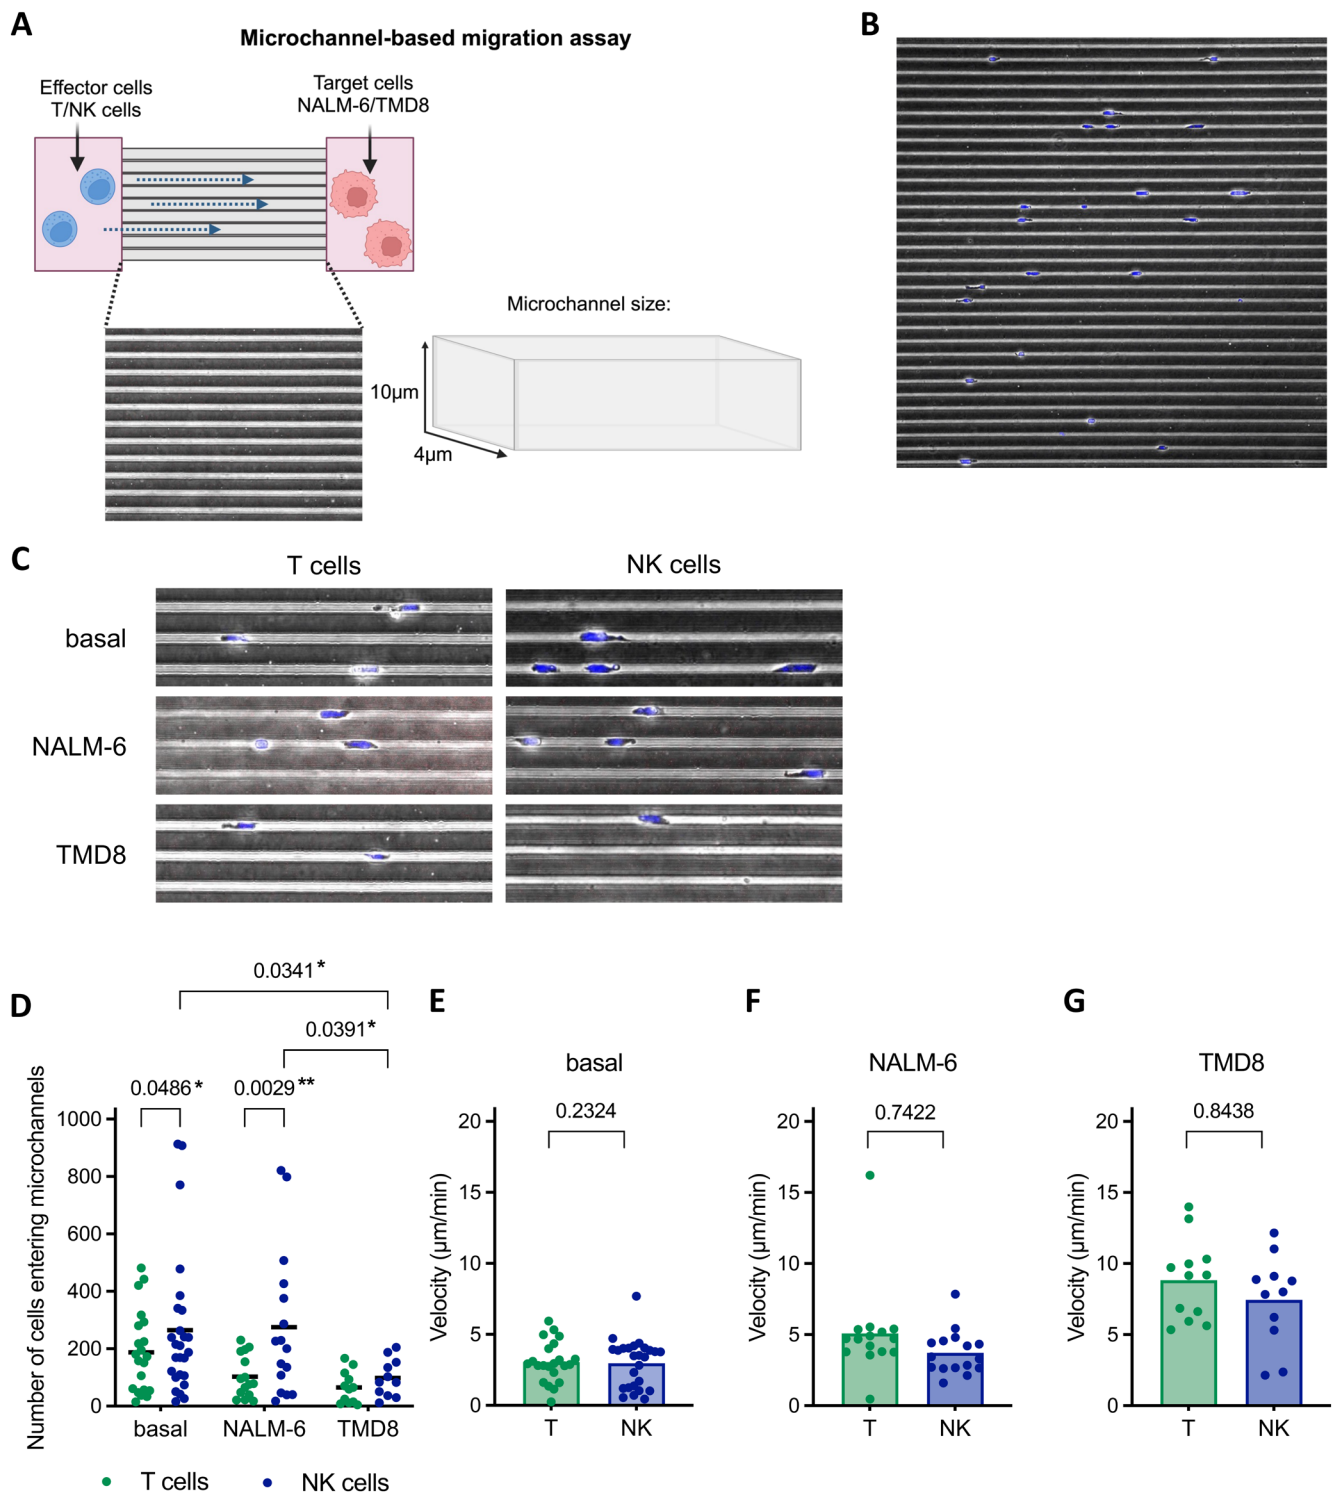 A
Microchannel-based migration assay
Effector cells
T/NK cells
Target cells
NALM-6/TMD8
Microchannel size:
10µm
4µm
B
C
T cells
NK cells
basal
NALM-6
TMD8
D
0.0341*
0.0391*
0.0486*
0.0029**
Number of cells entering microchannels
1000
800
600
400
200
0
basal
NALM-6
TMD8
T cells
NK cells
E
basal
0.2324
Velocity (µm/min)
20
15
10
5
0
T
NK
F
NALM-6
0.7422
Velocity (µm/min)
20
15
10
5
0
T
NK
G
TMD8
0.8438
Velocity (µm/min)
20
15
10
5
0
T
NK